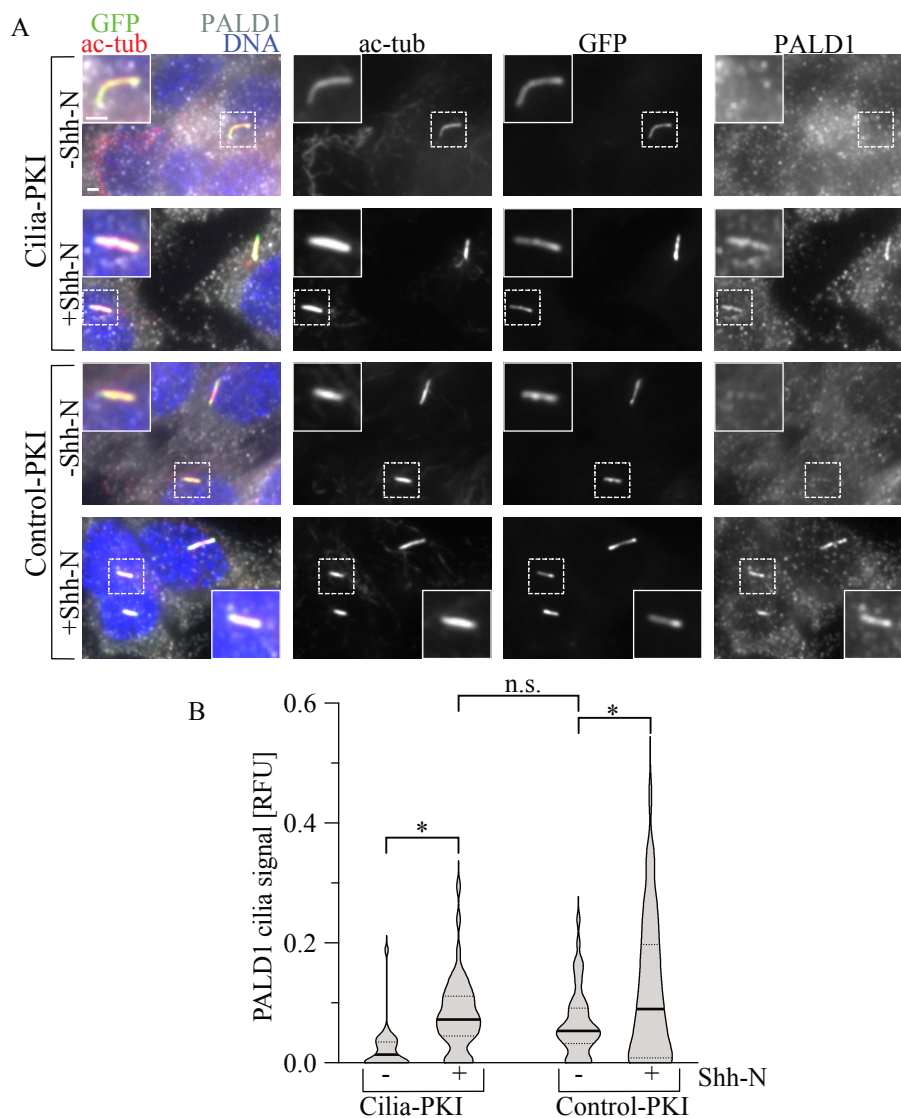 A
GFP PALD1
ac-tub DNA ac-tub GFP PALD1
Cilia-PKI
-Shh-N
+Shh-N
Control-PKI
-Shh-N
+Shh-N
B
n.s.
* *
PALD1 cilia signal [RFU]
0.6
0.4
0.2
0.0
- + - + Shh-N
Cilia-PKI Control-PKI